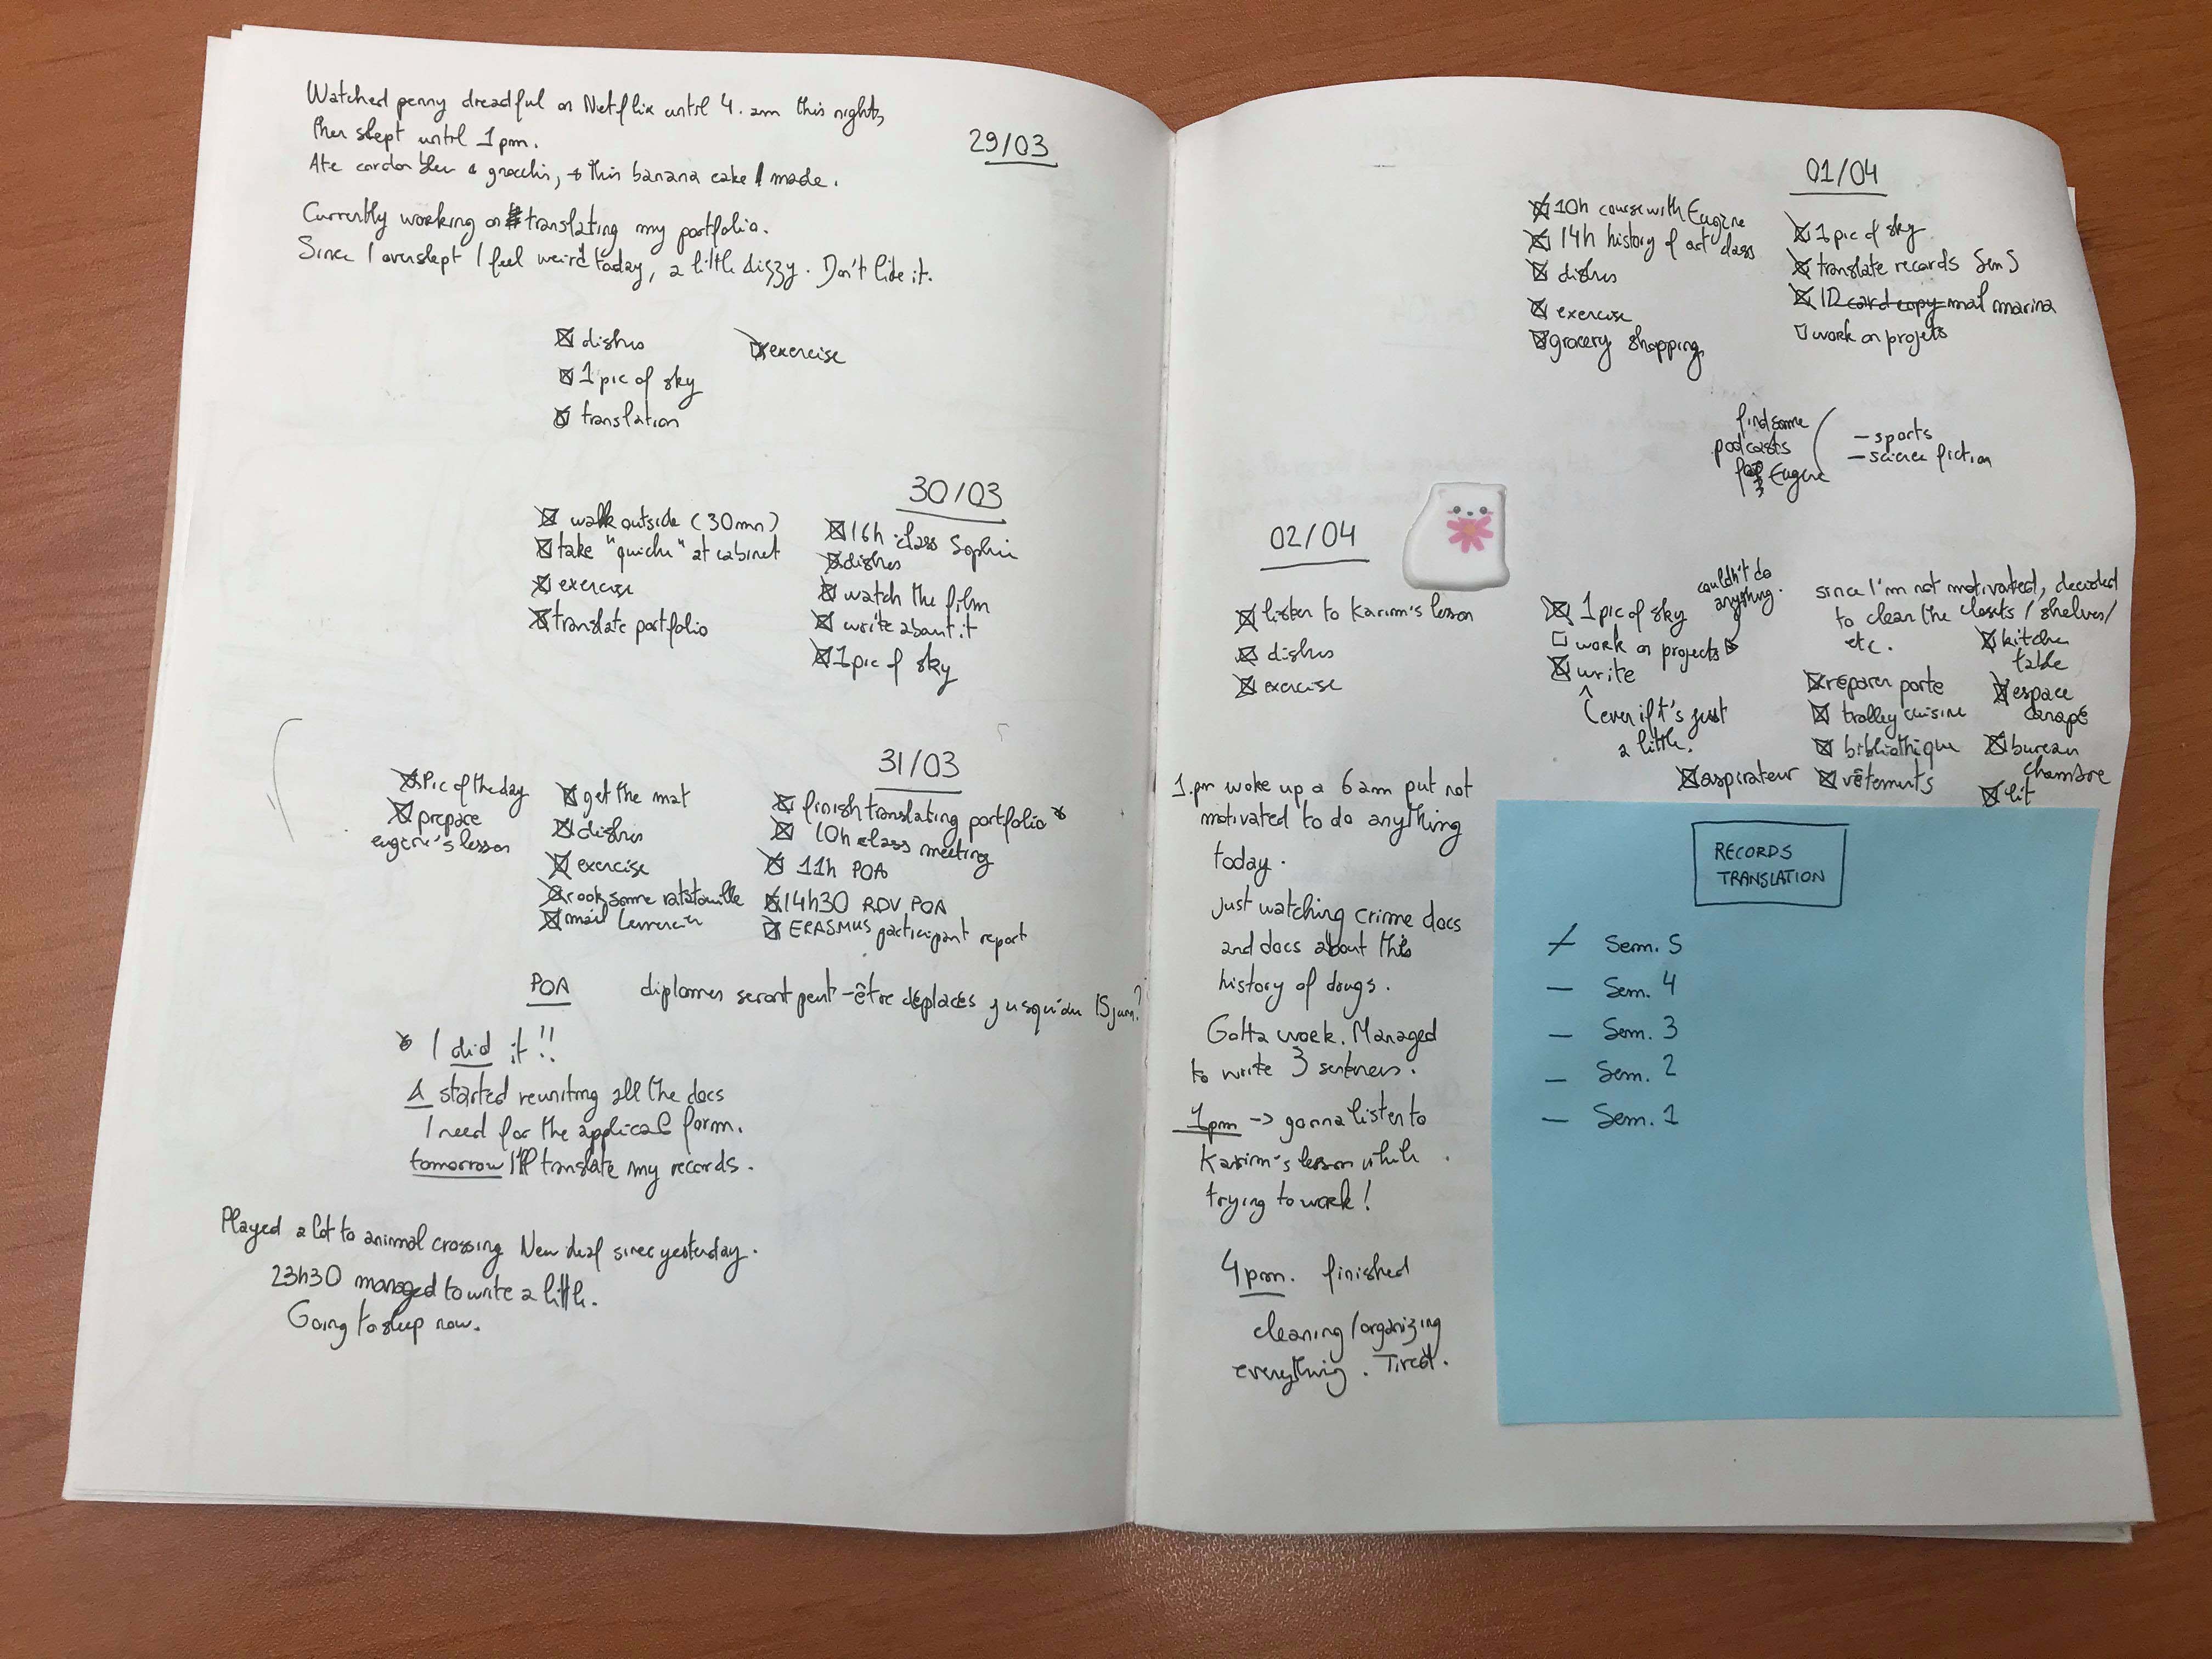 Watched penny dreadful on Netflix until 4. am this night,
then slept until 1pm.
29/03
Ate cordon bleu & gnocchis, + this banana cake I made.
Currently working on translating my portfolio.
Since I overslept I feel weird today, a little dizzy. Don't like it.
☒ dishes
☒ exercise
☒ 1 pic of sky
☒ translation
30/03
☒ walk outside (30mn)
☒ take "quiche" at cabinet
☒ exercise
☒ translate portfolio
☒ 16h class Sophie
☒ dishes
☒ watch the film
☒ write about it
☒ 1 pic of sky
31/03
☒ Pic of the day
☒ prepare
eugène's lesson
☒ get the mat
☒ dishes
☒ exercise
☒ cook some ratatouille
☒ mail
☒ finish translating portfolio *
☒ 10h class meeting
☒ 11h POA
☒ 14h30 RDV POA
☒ ERASMUS participant report
POA
diplomes seront peut-être déplacés jusqu'au 15 juin?
* I did it!!
& started reuniting all the docs
I need for the applicat° form.
tomorrow I'll translate my records.
Played a lot to animal crossing New leaf since yesterday.
23h30 managed to write a little.
Going to sleep now.
01/04
☒ 10h course with Eugène
☒ 14h history of art class
☒ dishes
☒ exercise
☒ grocery shopping
☒ 1 pic of sky
☒ translate records Sem 5
☒ ID card copy mail marina
☐ work on projets
find some
podcasts
for Eugène
- sports
- science fiction
02/04
☒ listen to Karim's lesson
☒ dishes
☒ exercise
☒ 1 pic of sky
☐ work on projects
couldn't do
anything.
☒ write
(even if it's just
a little.
since I'm not motivated, decided
to clean the closets / shelves/
etc.
☒ réparer porte
☒ trolley cuisine
☒ bibliothique
☒ vêtements
☒ aspirateur
☒ kitchen
table
☒ espace
canapé
☒ bureau
chambre
☒ lit
1.pm woke up a 6am put not
motivated to do anything
today.
just watching crime docs
and docs about this
history of drugs.
Gotta work. Managed
to write 3 sentences.
1pm -> gonna listen to
Karim's lesson while
trying to work!
4pm. finished
cleaning/organizing
everything. Tired.
RECORDS
TRANSLATION
+ Sem. 5
- Sem. 4
- Sem. 3
- Sem. 2
- Sem. 1